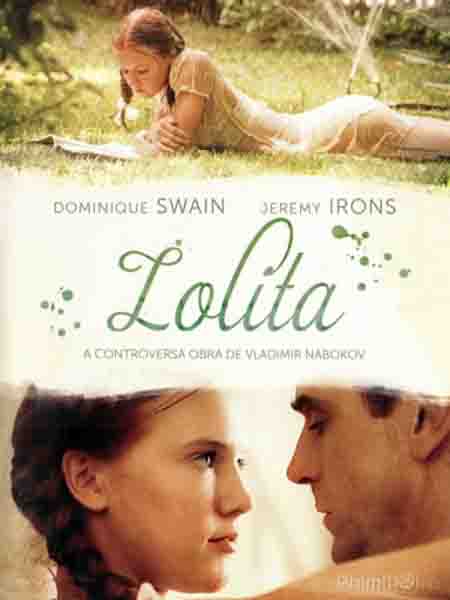 DOMINIQUE SWAIN JEREMY IRONS
Lolita
A CONTROVERSA OBRA DE VLADIMIR NABOKOV